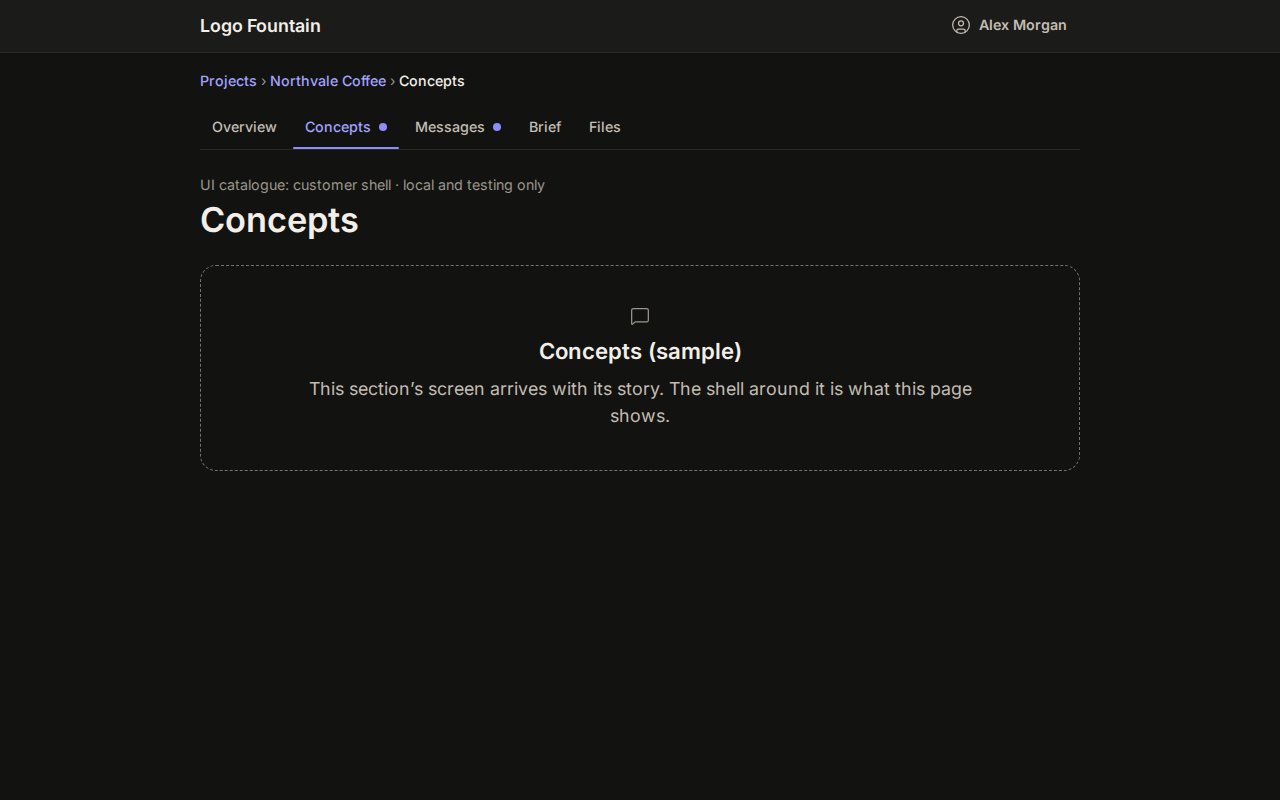 Logo Fountain
Alex Morgan
Projects › Northvale Coffee › Concepts
Overview
Concepts
Messages
Brief
Files
UI catalogue: customer shell · local and testing only
Concepts
Concepts (sample)
This section’s screen arrives with its story. The shell around it is what this page
shows.